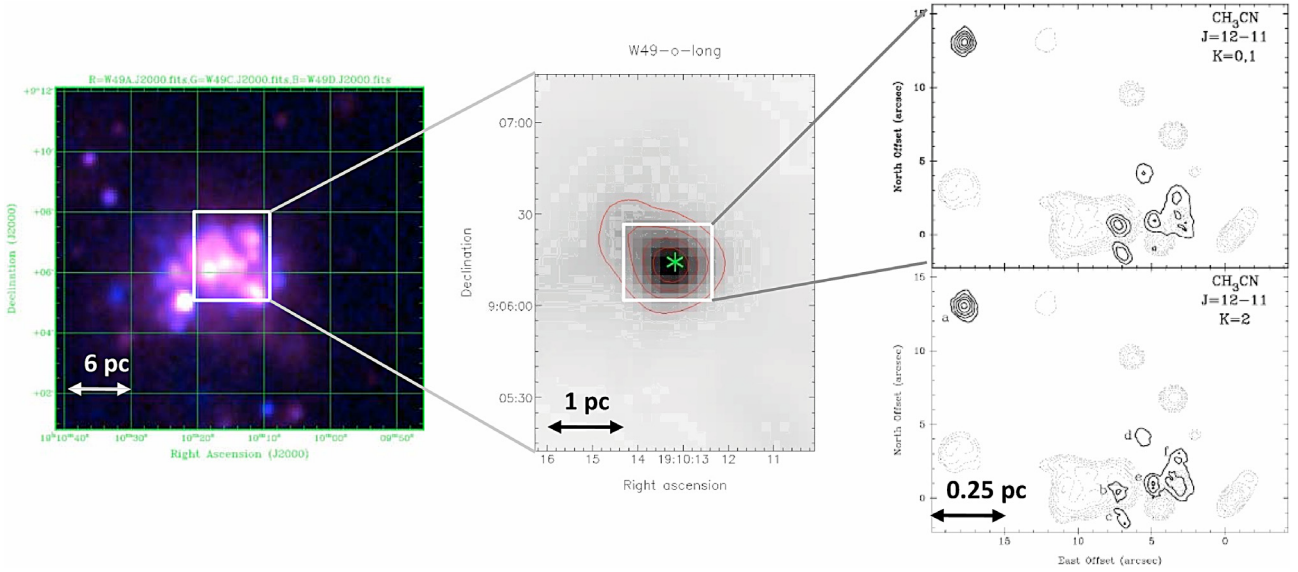 R=W49A.J2000.fits,G=W49C.J2000.fits,B=W49D.J2000.fits
+9°12'
+10'
+08'
+06'
+04'
+02'
Declination (J2000)
6 pc
19ʰ10ᵐ40ˢ
10ᵐ30ˢ
10ᵐ20ˢ
10ᵐ10ˢ
09ᵐ50ˢ
Right Ascension (J2000)
W49-o-long
07:00
30
9:06:00
05:30
Declination
1 pc
16 15 14 19:10:13 12 11
Right ascension
CH₃CN
J=12-11
K=0,1
15
10
5
0
North Offset (arcsec)
CH₃CN
J=12-11
K=2
a
d
f
e
b
c
15
10
5
0
North Offset (arcsec)
0.25 pc
15 10 5 0
East Offset (arcsec)